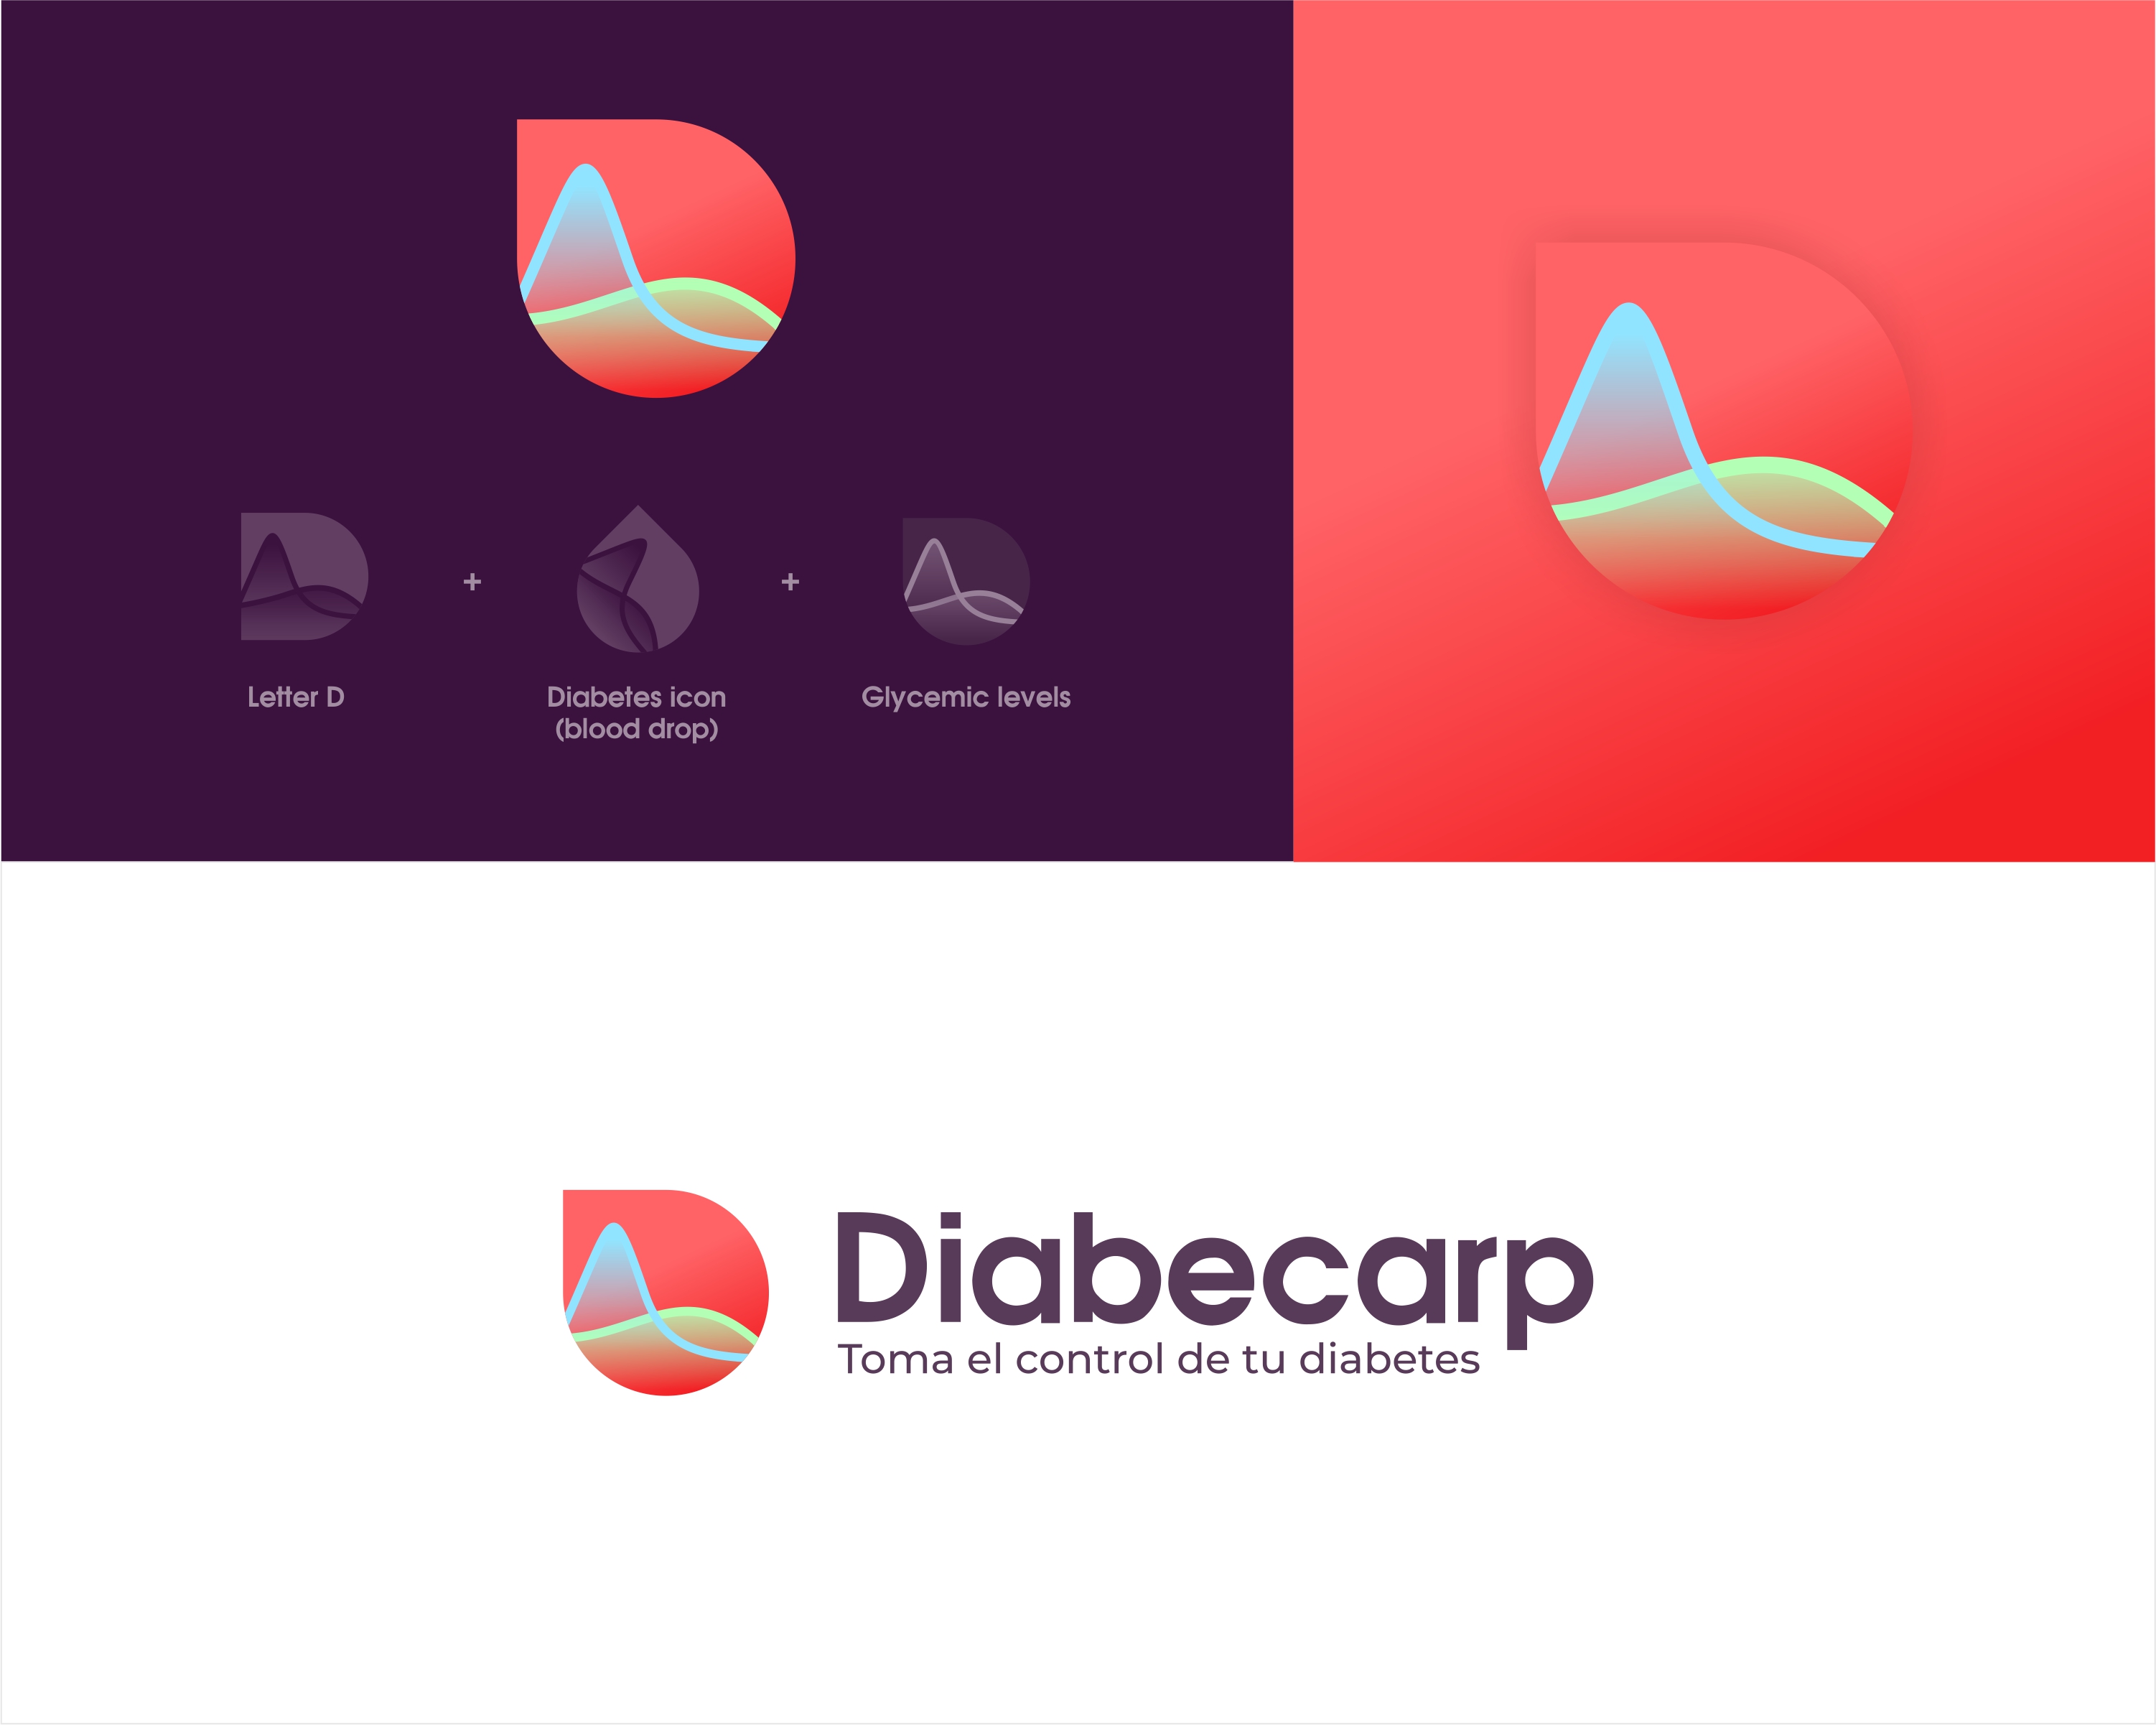 +
+
Letter D
Diabetes icon
(blood drop)
Glycemic levels
Diabecarp
Toma el control de tu diabetes